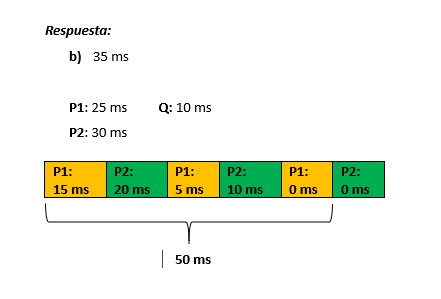 Respuesta:
b) 35 ms
P1: 25 ms Q: 10 ms
P2: 30 ms
P1: P2: P1: P2: P1: P2:
15 ms 20 ms 5 ms 10 ms 0 ms 0 ms
50 ms